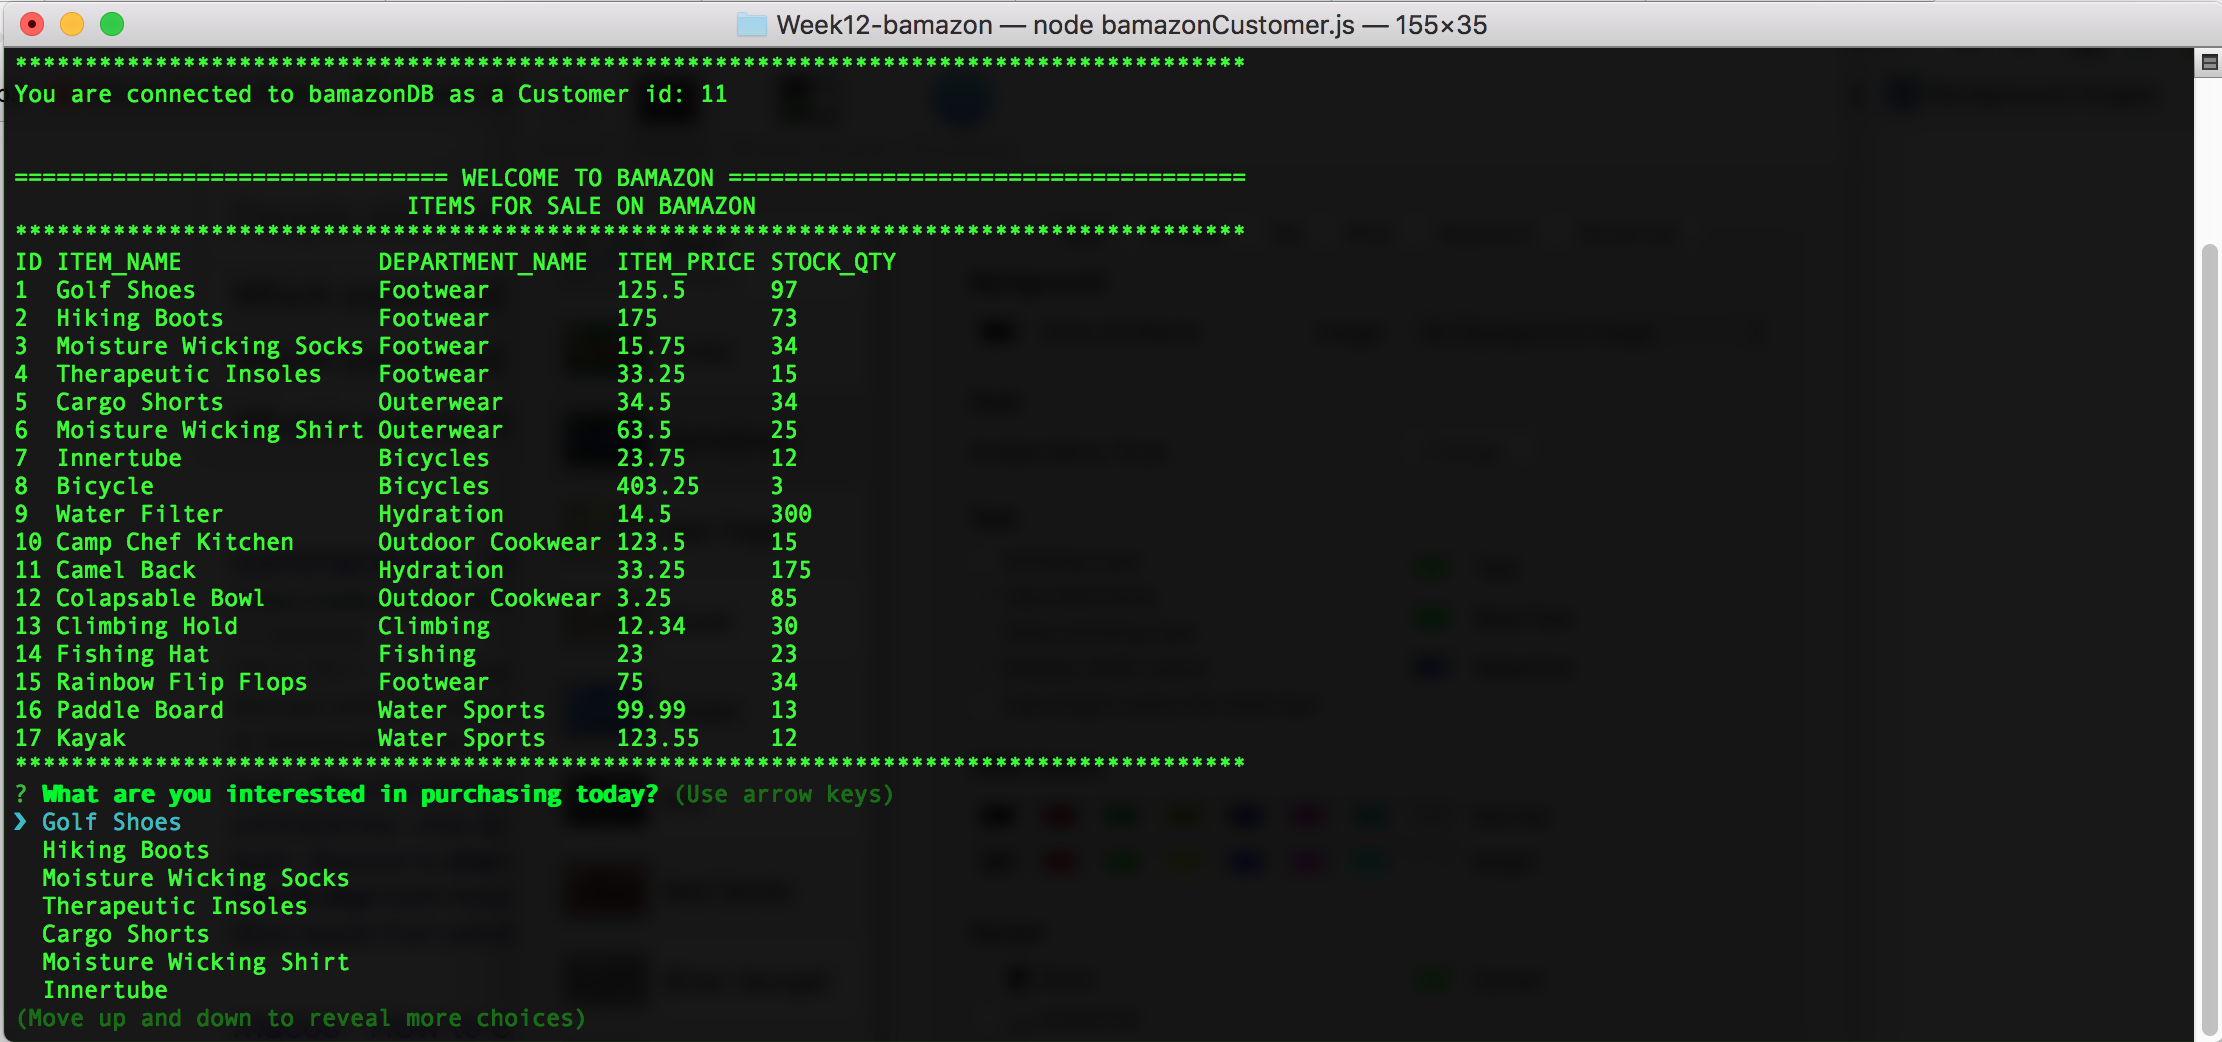 Week12-bamazon — node bamazonCustomer.js — 155×35
****************************************************************************************
You are connected to bamazonDB as a Customer id: 11
=============================== WELCOME TO BAMAZON =====================================
ITEMS FOR SALE ON BAMAZON
****************************************************************************************
ID ITEM_NAME DEPARTMENT_NAME ITEM_PRICE STOCK_QTY
1 Golf Shoes Footwear 125.5 97
2 Hiking Boots Footwear 175 73
3 Moisture Wicking Socks Footwear 15.75 34
4 Therapeutic Insoles Footwear 33.25 15
5 Cargo Shorts Outerwear 34.5 34
6 Moisture Wicking Shirt Outerwear 63.5 25
7 Innertube Bicycles 23.75 12
8 Bicycle Bicycles 403.25 3
9 Water Filter Hydration 14.5 300
10 Camp Chef Kitchen Outdoor Cookwear 123.5 15
11 Camel Back Hydration 33.25 175
12 Colapsable Bowl Outdoor Cookwear 3.25 85
13 Climbing Hold Climbing 12.34 30
14 Fishing Hat Fishing 23 23
15 Rainbow Flip Flops Footwear 75 34
16 Paddle Board Water Sports 99.99 13
17 Kayak Water Sports 123.55 12
****************************************************************************************
? What are you interested in purchasing today? (Use arrow keys)
❯ Golf Shoes
Hiking Boots
Moisture Wicking Socks
Therapeutic Insoles
Cargo Shorts
Moisture Wicking Shirt
Innertube
(Move up and down to reveal more choices)